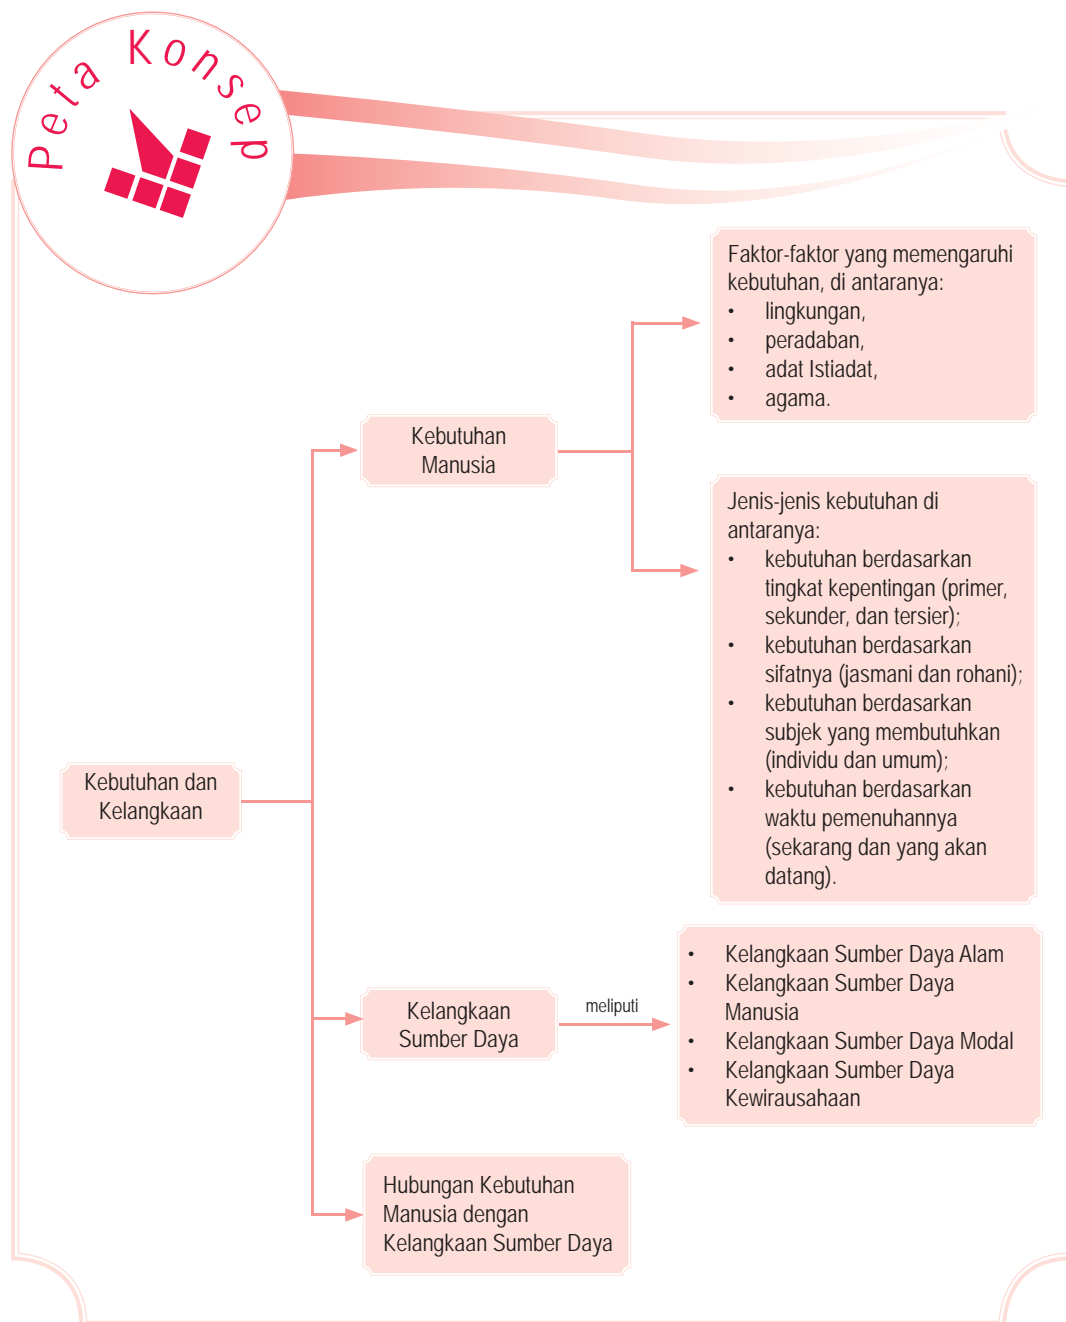 Peta Konsep
Faktor-faktor yang memengaruhi
kebutuhan, di antaranya:
• lingkungan,
• peradaban,
• adat Istiadat,
• agama.
Kebutuhan
Manusia
Jenis-jenis kebutuhan di
antaranya:
• kebutuhan berdasarkan
tingkat kepentingan (primer,
sekunder, dan tersier);
• kebutuhan berdasarkan
sifatnya (jasmani dan rohani);
• kebutuhan berdasarkan
subjek yang membutuhkan
(individu dan umum);
• kebutuhan berdasarkan
waktu pemenuhannya
(sekarang dan yang akan
datang).
Kebutuhan dan
Kelangkaan
Kelangkaan
Sumber Daya
meliputi
• Kelangkaan Sumber Daya Alam
• Kelangkaan Sumber Daya
Manusia
• Kelangkaan Sumber Daya Modal
• Kelangkaan Sumber Daya
Kewirausahaan
Hubungan Kebutuhan
Manusia dengan
Kelangkaan Sumber Daya